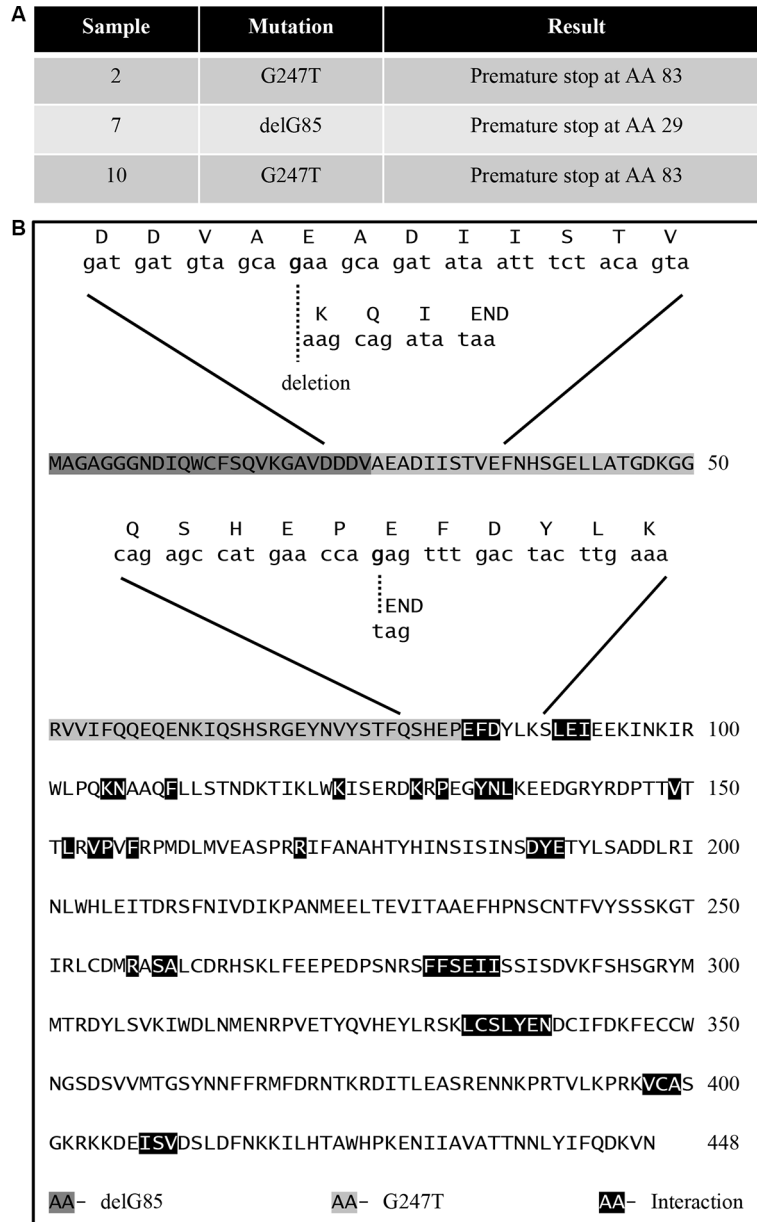 A
Sample Mutation Result
2 G247T Premature stop at AA 83
7 delG85 Premature stop at AA 29
10 G247T Premature stop at AA 83
B
D D V A E A D I I S T V
gat gat gta gca gaa gca gat ata att tct aca gta
K Q I END
aag cag ata taa
deletion
MAGAGGGNDIQWCFSQVKGAVDDDVAEADIISTVEFNHSGELLATGDKGG 50
Q S H E P E F D Y L K
cag agc cat gaa cca gag ttt gac tac ttg aaa
END
tag
RVVIFQQEQENKIQSHSRGEYNVYSTFQSHEPEFDYLKSLEIEEKINKIR 100
WLPQKNAAQFLLSTNDKTIKLWKISERDKRPEGYNLKEEDGRYRDPTTVT 150
TLRVPVFRPMDLMVEASPRRIFANAHTYHINSISINSDYETYLSADDLRI 200
NLWHLEITDRSFNIVDIKPANMEELTEVITAAEFHPNSCNTFVYSSSKGT 250
IRLCDMRASALCDRHSKLFEEPEDPSNRSFFSEIISSISDVKFSHSGRYM 300
MTRDYLSVKIWDLNMENRPVETYQVHEYLRSKLCSLYENDCIFDKFECCW 350
NGSDSVVMTGSYNNFFRMFDRNTKRDITLEASRENNKPRTVLKPRKVCAS 400
GKRKKDEISVDSLDFNKKILHTAWHPKENIIAVATTNNLYIFQDKVN 448
AA- delG85 AA- G247T AA- Interaction